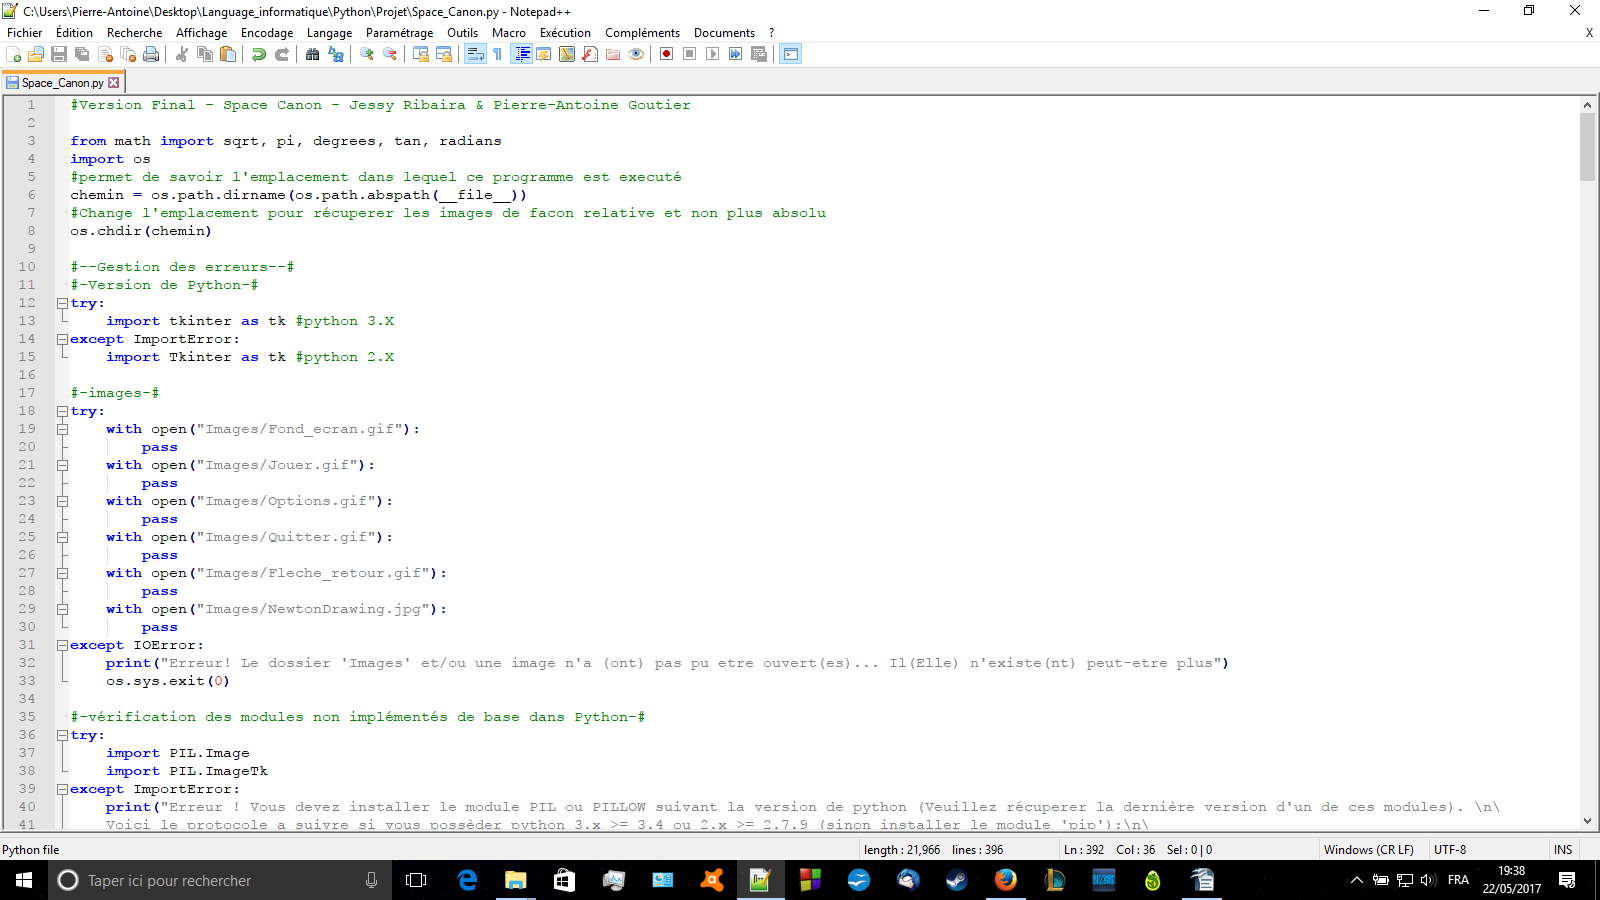 C:\Users\Pierre-Antoine\Desktop\Language_informatique\Python\Projet\Space_Canon.py - Notepad++
Fichier Édition Recherche Affichage Encodage Langage Paramétrage Outils Macro Exécution Compléments Documents ? X
Space_Canon.py
1 #Version Final - Space Canon - Jessy Ribaira & Pierre-Antoine Goutier
2
3 from math import sqrt, pi, degrees, tan, radians
4 import os
5 #permet de savoir l'emplacement dans lequel ce programme est executé
6 chemin = os.path.dirname(os.path.abspath(__file__))
7 #Change l'emplacement pour récuperer les images de facon relative et non plus absolu
8 os.chdir(chemin)
9
10 #--Gestion des erreurs--#
11 #-Version de Python-#
12 try:
13 import tkinter as tk #python 3.X
14 except ImportError:
15 import Tkinter as tk #python 2.X
16
17 #-images-#
18 try:
19 with open("Images/Fond_ecran.gif"):
20 pass
21 with open("Images/Jouer.gif"):
22 pass
23 with open("Images/Options.gif"):
24 pass
25 with open("Images/Quitter.gif"):
26 pass
27 with open("Images/Fleche_retour.gif"):
28 pass
29 with open("Images/NewtonDrawing.jpg"):
30 pass
31 except IOError:
32 print("Erreur! Le dossier 'Images' et/ou une image n'a (ont) pas pu etre ouvert(es)... Il(Elle) n'existe(nt) peut-etre plus")
33 os.sys.exit(0)
34
35 #-vérification des modules non implémentés de base dans Python-#
36 try:
37 import PIL.Image
38 import PIL.ImageTk
39 except ImportError:
40 print("Erreur ! Vous devez installer le module PIL ou PILLOW suivant la version de python (Veuillez récuperer la dernière version d'un de ces modules). \n\
41 Voici le protocole a suivre si vous possèder python 3.x >= 3.4 ou 2.x >= 2.7.9 (sinon installer le module 'pip'):\n\
Python file length : 21,966 lines : 396 Ln : 392 Col : 36 Sel : 0 | 0 Windows (CR LF) UTF-8 INS
Taper ici pour rechercher
FRA
19:38
22/05/2017